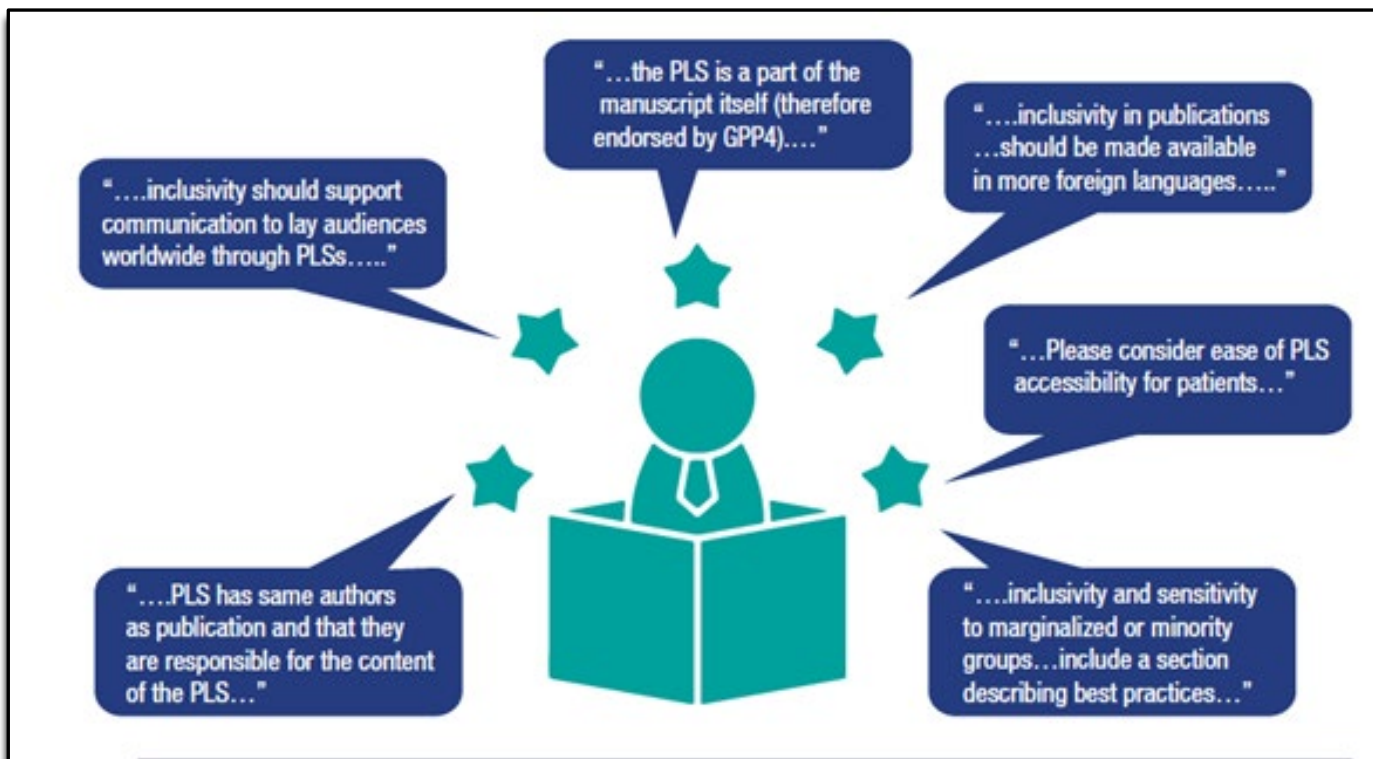 “…the PLS is a part of the
manuscript itself (therefore
endorsed by GPP4)….”
“….inclusivity in publications
…should be made available
in more foreign languages…..”
“….inclusivity should support
communication to lay audiences
worldwide through PLSs…..”
“…Please consider ease of PLS
accessibility for patients…”
“….PLS has same authors
as publication and that they
are responsible for the content
of the PLS…”
“….inclusivity and sensitivity
to marginalized or minority
groups…include a section
describing best practices…”